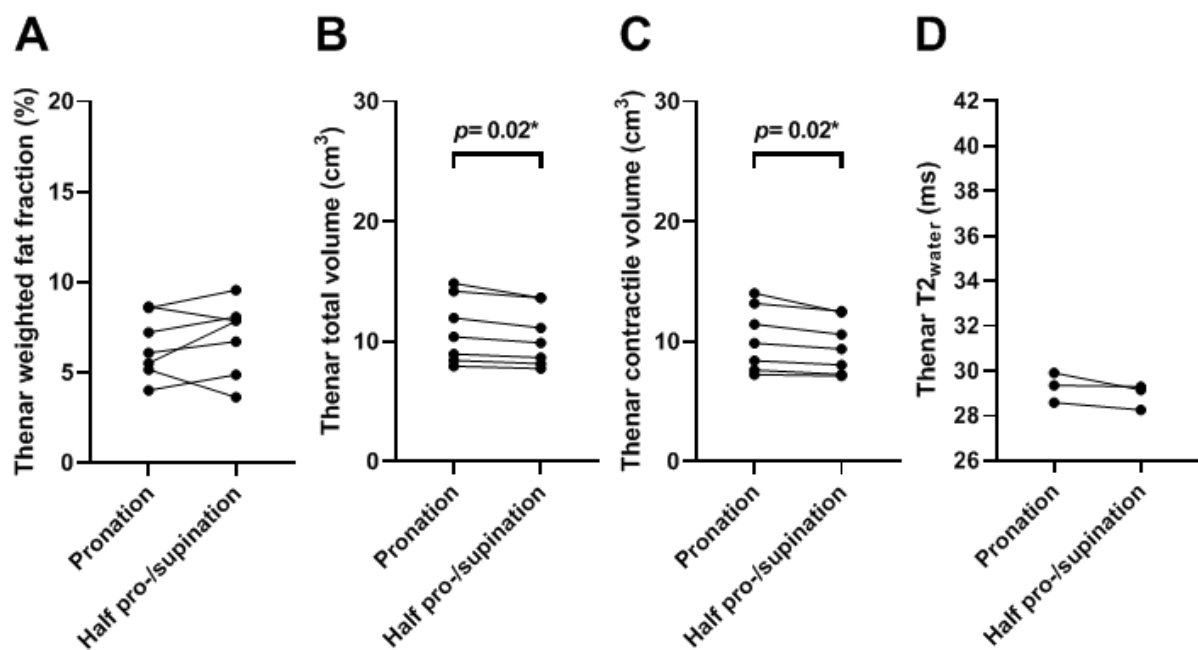 A
B
C
D
Thenar weighted fat fraction (%)
20
15
10
5
0
Pronation
Half pro-/supination
Thenar total volume (cm³)
30
20
10
0
p= 0.02*
Pronation
Half pro-/supination
Thenar contractile volume (cm³)
30
20
10
0
p= 0.02*
Pronation
Half pro-/supination
Thenar T2water (ms)
42
40
38
36
34
32
30
28
26
Pronation
Half pro-/supination